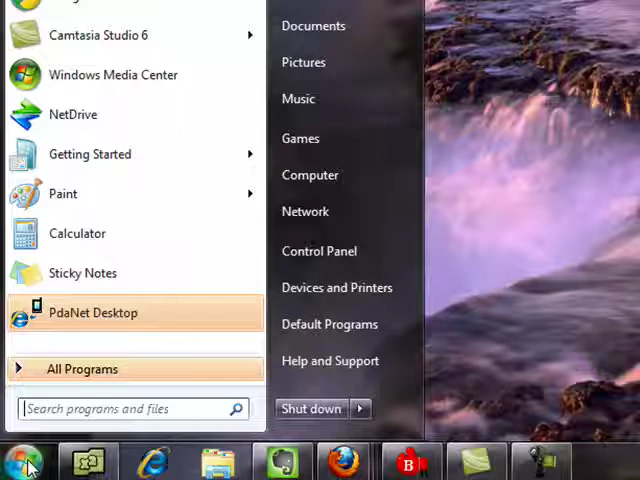 Camtasia Studio 6
Windows Media Center
NetDrive
Getting Started
Paint
Calculator
Sticky Notes
PdaNet Desktop
All Programs
Search programs and files
Documents
Pictures
Music
Games
Computer
Network
Control Panel
Devices and Printers
Default Programs
Help and Support
Shut down
B